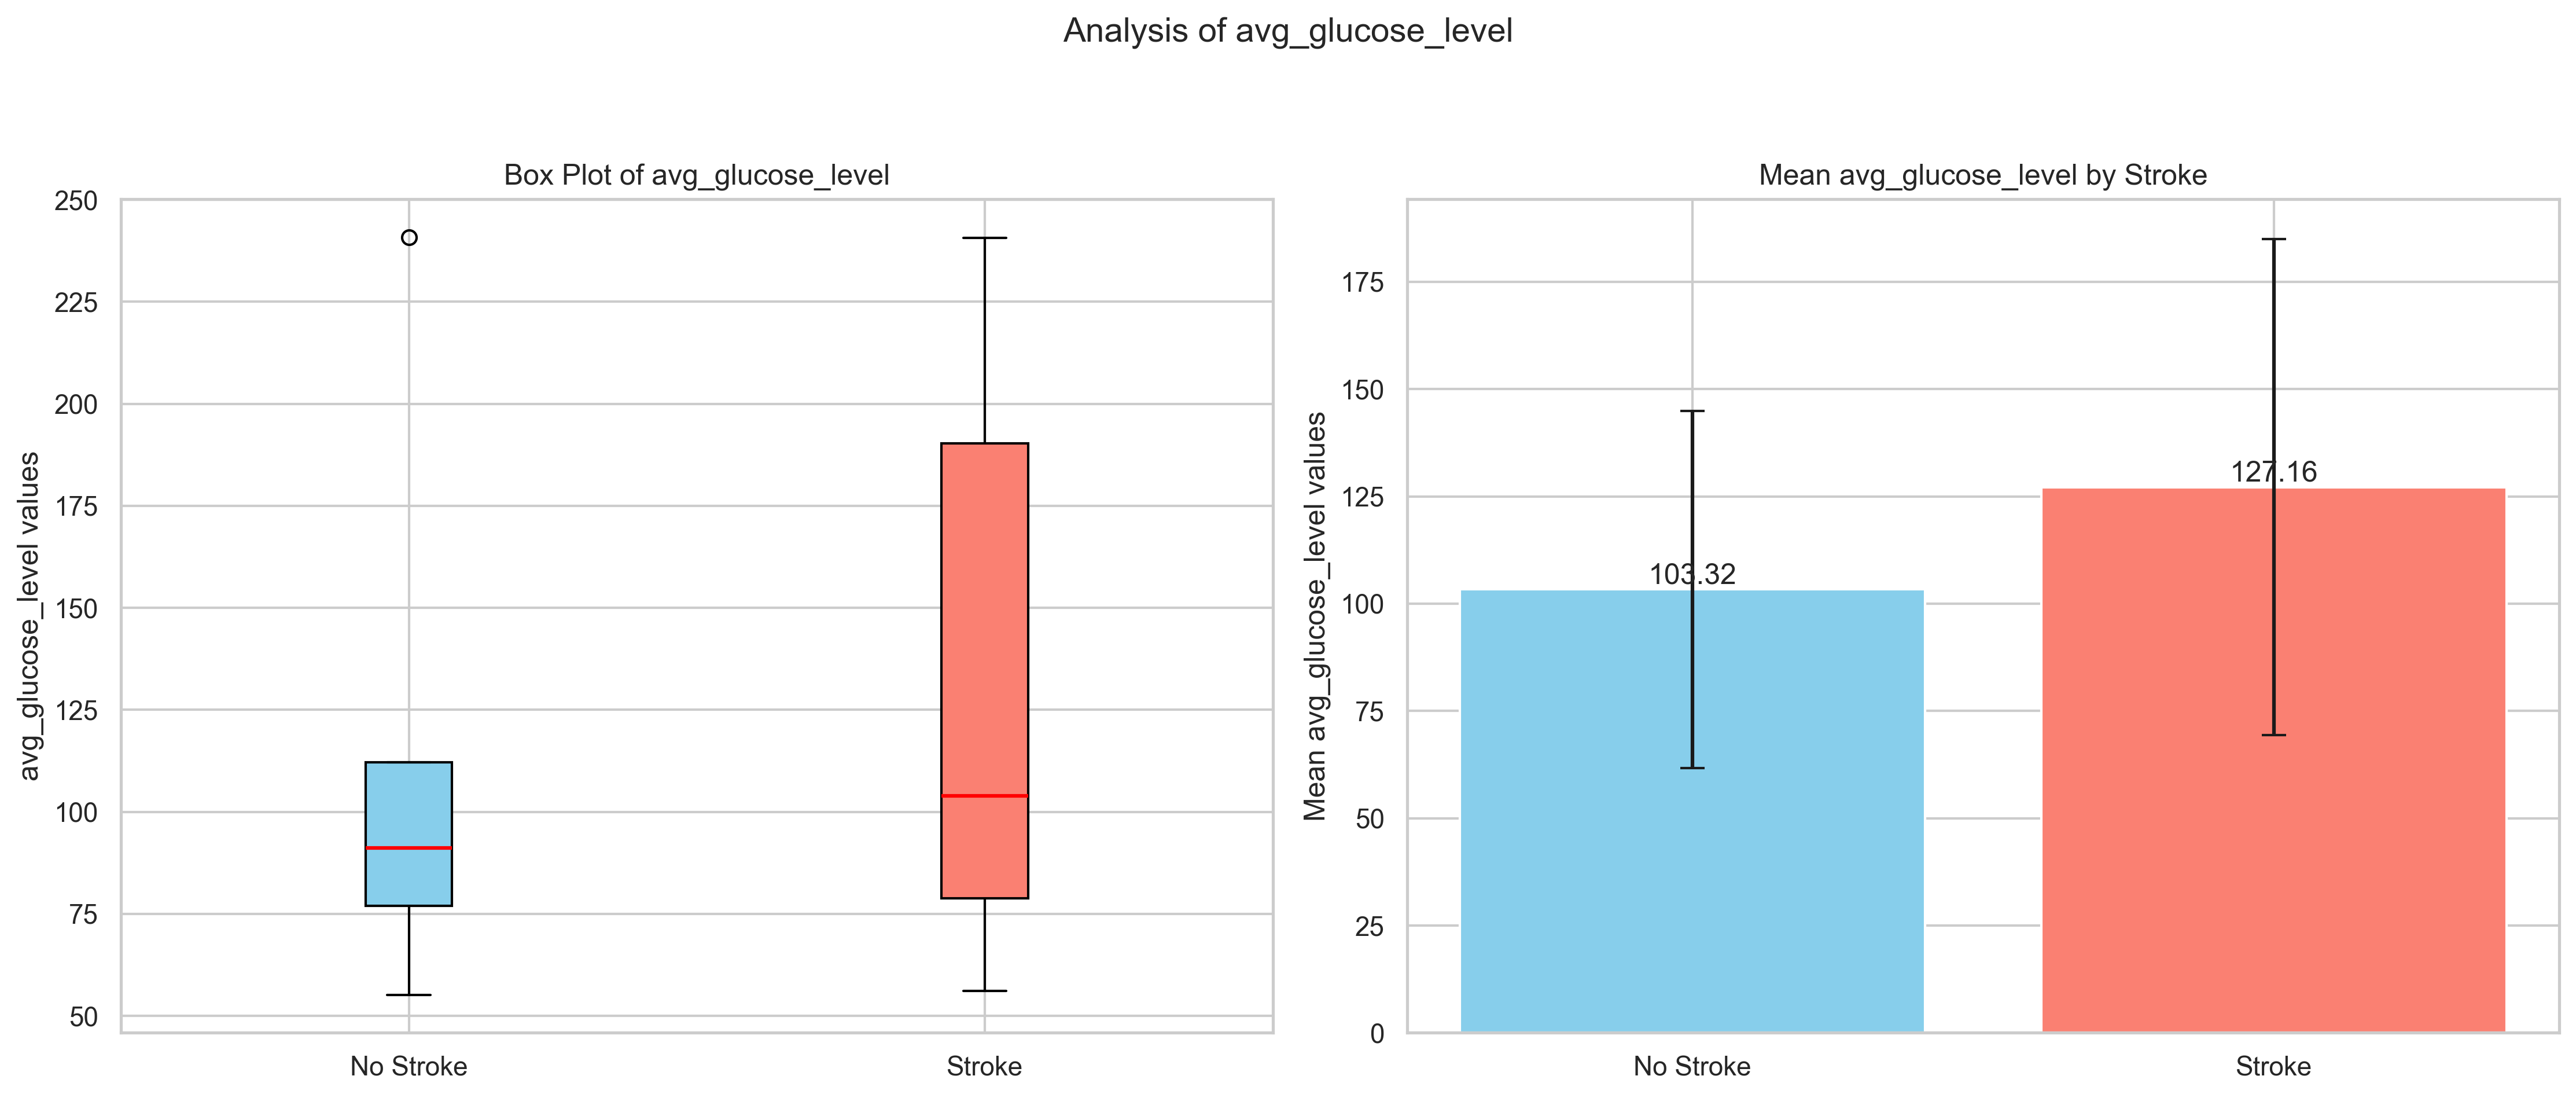 Analysis of avg_glucose_level
Box Plot of avg_glucose_level
avg_glucose_level values
250
225
200
175
150
125
100
75
50
No Stroke
Stroke
Mean avg_glucose_level by Stroke
Mean avg_glucose_level values
175
150
125
100
75
50
25
0
103.32
127.16
No Stroke
Stroke